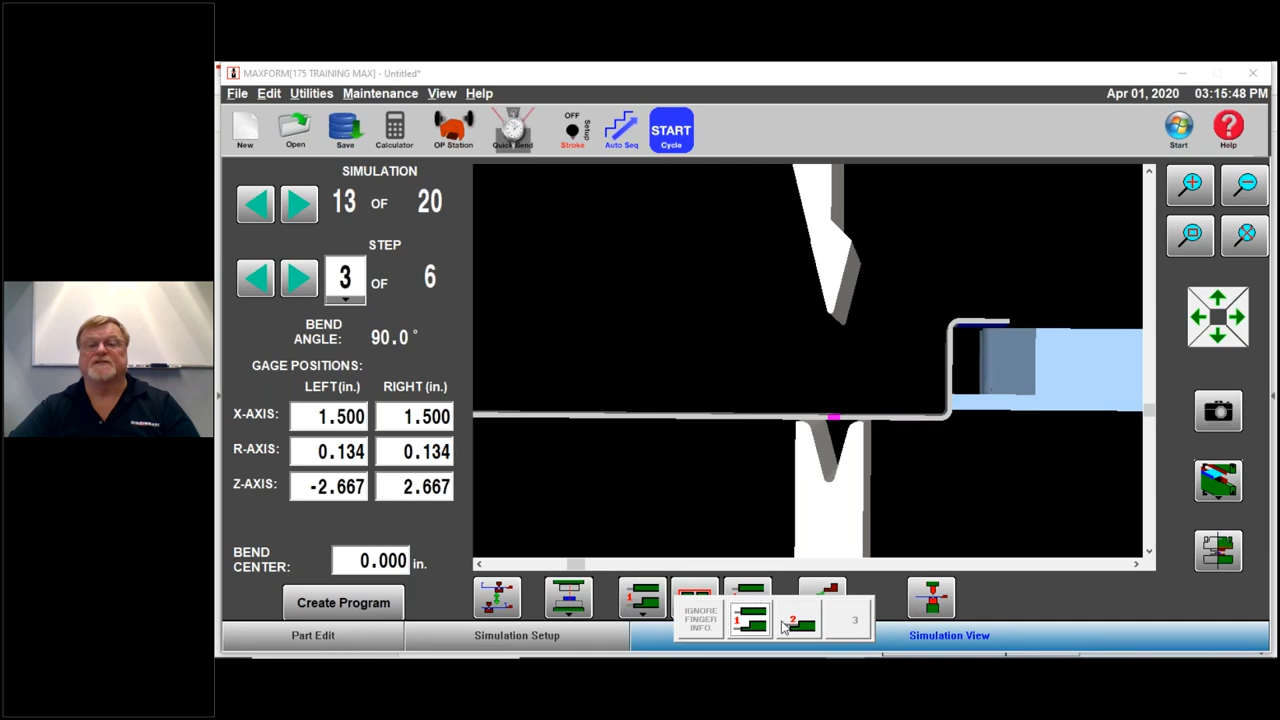 MAXFORM[175 TRAINING MAX] - Untitled*
File Edit Utilities Maintenance View Help
Apr 01, 2020 03:15:48 PM
New
Open
Save
Calculator
OP Station
Quick Bend
OFF
Setup
Stroke
Auto Seq
START
Cycle
Start
Help
SIMULATION
13 OF 20
STEP
3 OF 6
BEND
ANGLE: 90.0 °
GAGE POSITIONS:
LEFT(in.) RIGHT (in.)
X-AXIS: 1.500 1.500
R-AXIS: 0.134 0.134
Z-AXIS: -2.667 2.667
BEND
CENTER: 0.000 in.
Create Program
1
IGNORE
FINGER
INFO.
1
2
3
Part Edit
Simulation Setup
Simulation View